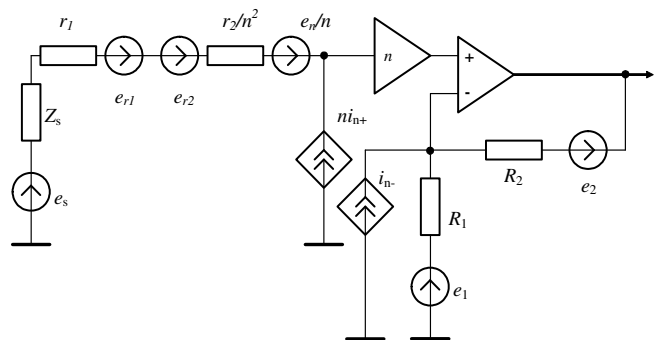 r1 r2/n² en/n
n
+
-
er1 er2
Zs
nin+
es
in-
R2
e2
R1
e1